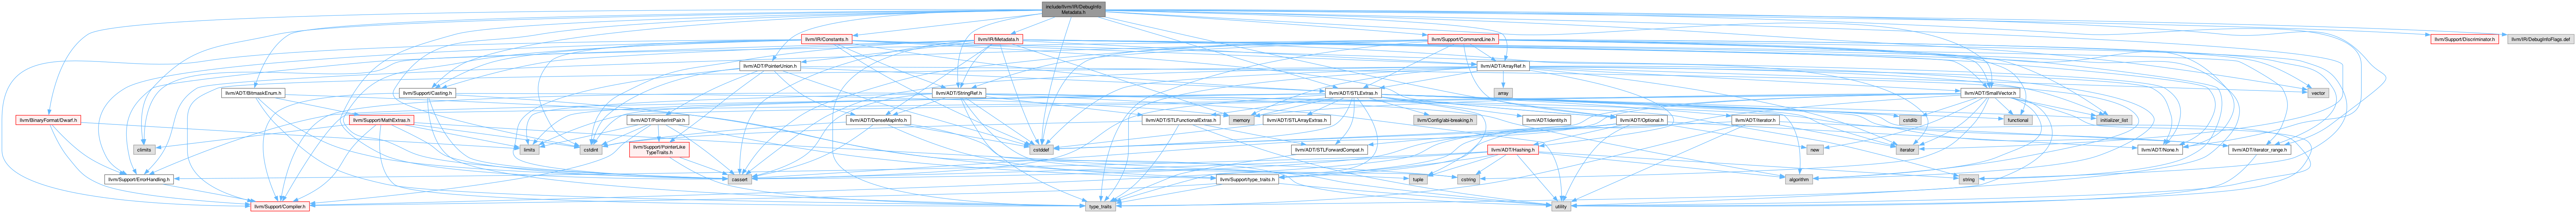 include/llvm/IR/DebugInfo
Metadata.h
llvm/IR/Constants.h
llvm/IR/Metadata.h
llvm/Support/CommandLine.h
llvm/Support/Discriminator.h
llvm/IR/DebugInfoFlags.def
llvm/ADT/PointerUnion.h
llvm/ADT/ArrayRef.h
llvm/ADT/BitmaskEnum.h
llvm/Support/Casting.h
llvm/ADT/StringRef.h
llvm/ADT/STLExtras.h
array
llvm/ADT/SmallVector.h
vector
llvm/BinaryFormat/Dwarf.h
llvm/Support/MathExtras.h
llvm/ADT/PointerIntPair.h
llvm/ADT/DenseMapInfo.h
llvm/ADT/STLFunctionalExtras.h
memory
llvm/ADT/STLArrayExtras.h
llvm/Config/abi-breaking.h
llvm/ADT/identity.h
llvm/ADT/Optional.h
llvm/ADT/iterator.h
cstdlib
functional
initializer_list
climits
limits
cstdint
llvm/Support/PointerLike
TypeTraits.h
cstddef
llvm/ADT/STLForwardCompat.h
llvm/ADT/Hashing.h
new
iterator
llvm/ADT/None.h
llvm/ADT/iterator_range.h
llvm/Support/ErrorHandling.h
cassert
llvm/Support/type_traits.h
tuple
cstring
algorithm
string
llvm/Support/Compiler.h
type_traits
utility